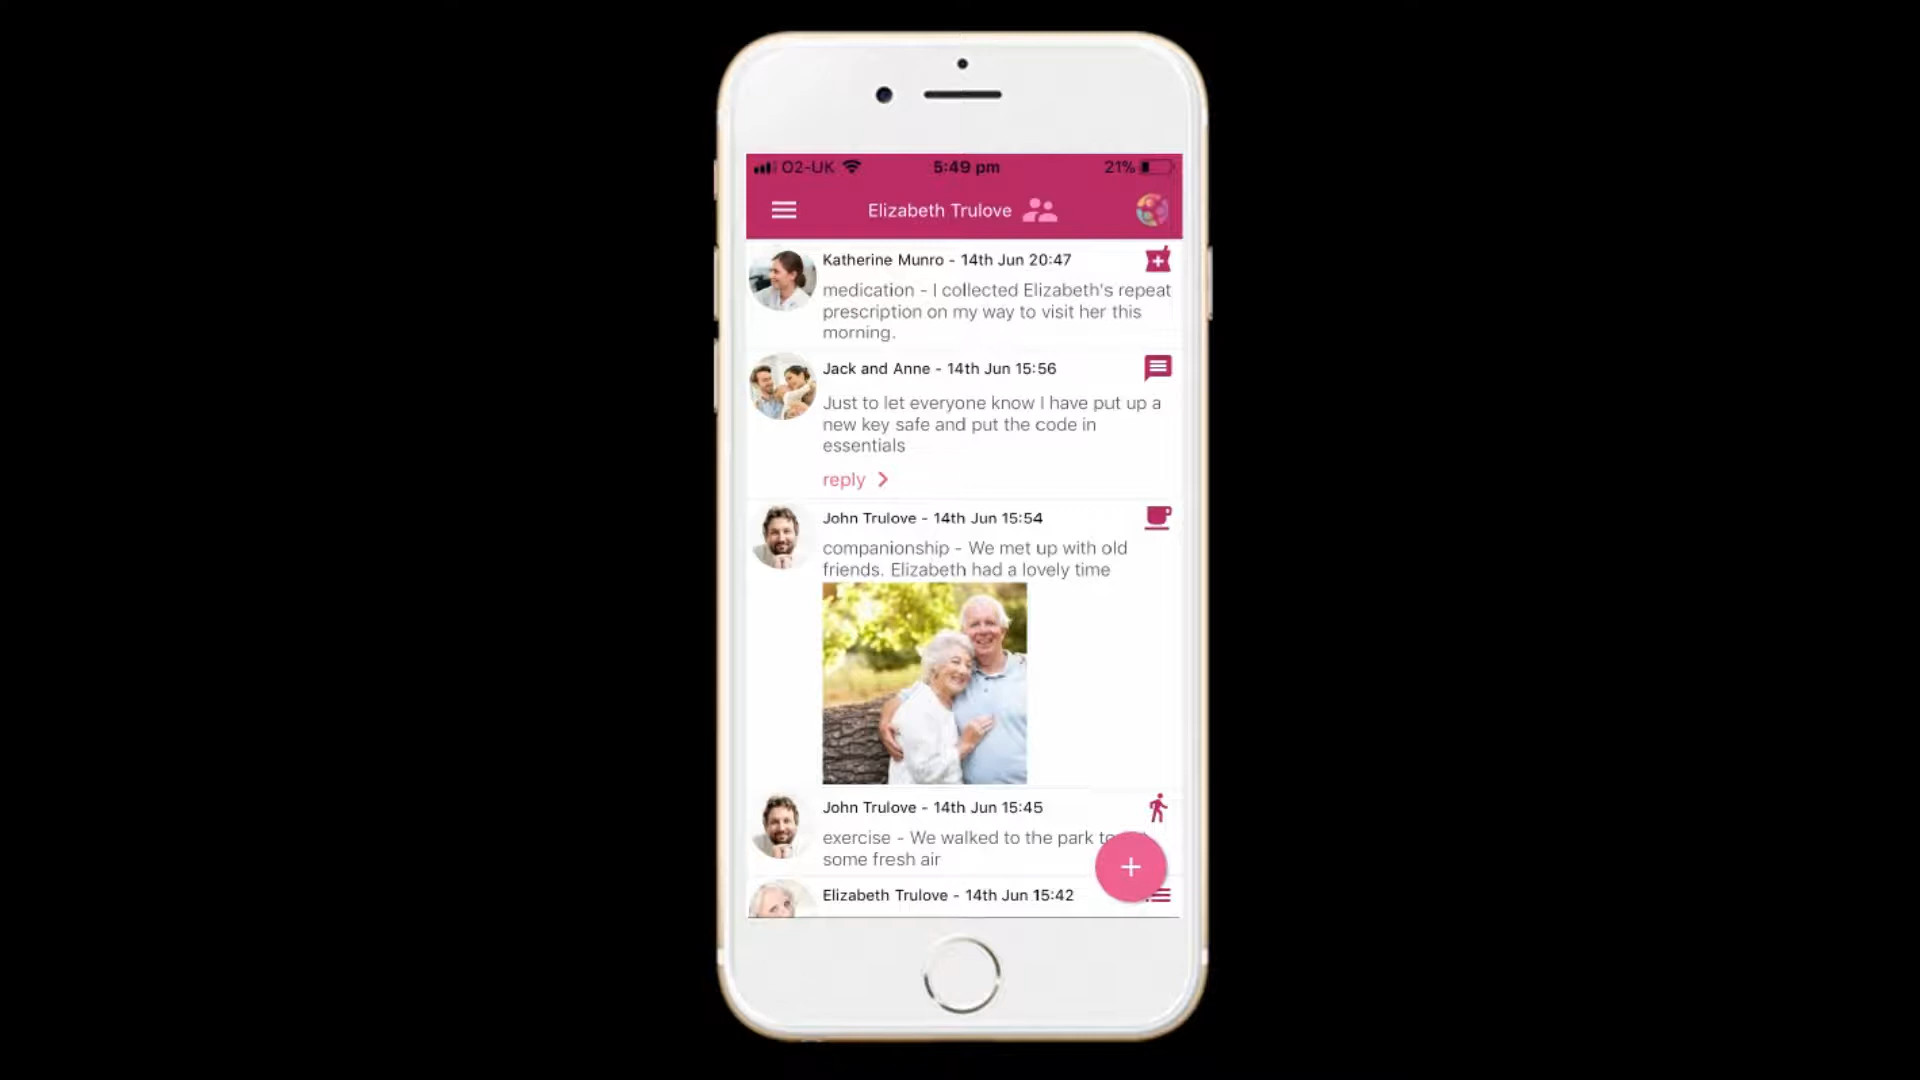 O2-UK 5:49 pm 21%
Elizabeth Trulove
Katherine Munro - 14th Jun 20:47
medication - I collected Elizabeth's repeat
prescription on my way to visit her this
morning.
Jack and Anne - 14th Jun 15:56
Just to let everyone know I have put up a
new key safe and put the code in
essentials
reply
John Trulove - 14th Jun 15:54
companionship - We met up with old
friends. Elizabeth had a lovely time
John Trulove - 14th Jun 15:45
exercise - We walked to the park
some fresh air
Elizabeth Trulove - 14th Jun 15:42